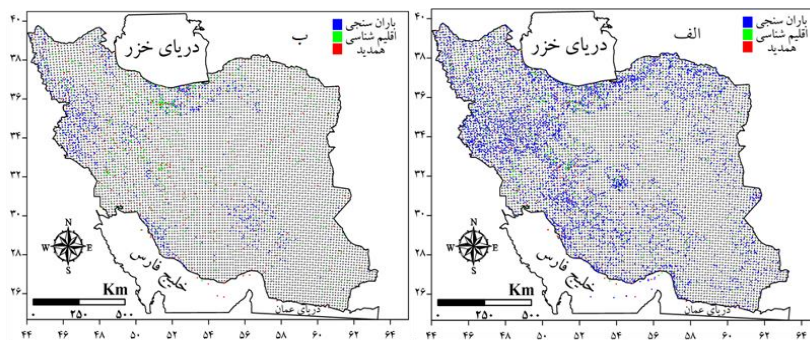 الف
باران سنجی
اقلیم شناسی
همدید
دریای خزر
۴۰
۳۸
۳۶
۳۴
۳۲
۳۰
۲۸
۲۶
N
W E
S
خلیج فارس
دریای عمان
Km
۰ ۲۵۰ ۵۰۰
۴۴ ۴۶ ۴۸ ۵۰ ۵۲ ۵۴ ۵۶ ۵۸ ۶۰ ۶۲ ۶۴
ب
باران سنجی
اقلیم شناسی
همدید
دریای خزر
۴۰
۳۸
۳۶
۳۴
۳۲
۳۰
۲۸
۲۶
N
W E
S
خلیج فارس
دریای عمان
Km
۰ ۲۵۰ ۵۰۰
۴۴ ۴۶ ۴۸ ۵۰ ۵۲ ۵۴ ۵۶ ۵۸ ۶۰ ۶۲ ۶۴